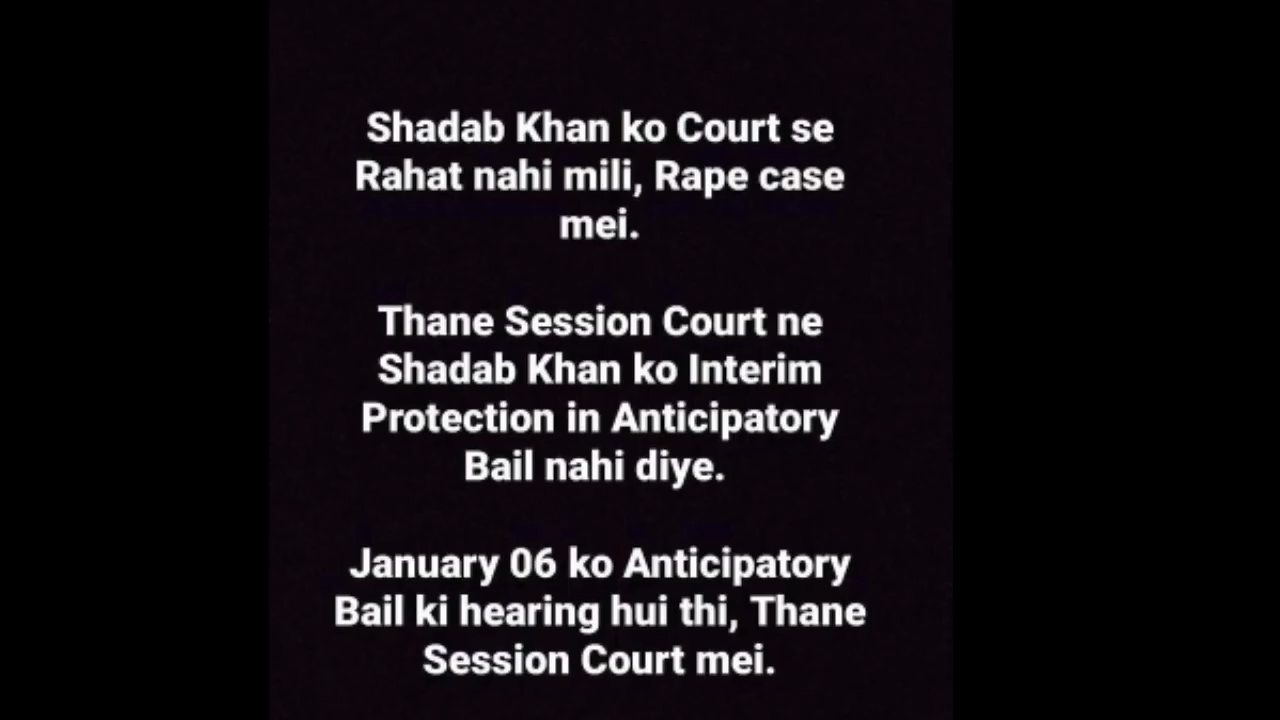 Shadab Khan ko Court se
Rahat nahi mili, Rape case
mei.
Thane Session Court ne
Shadab Khan ko Interim
Protection in Anticipatory
Bail nahi diye.
January 06 ko Anticipatory
Bail ki hearing hui thi, Thane
Session Court mei.